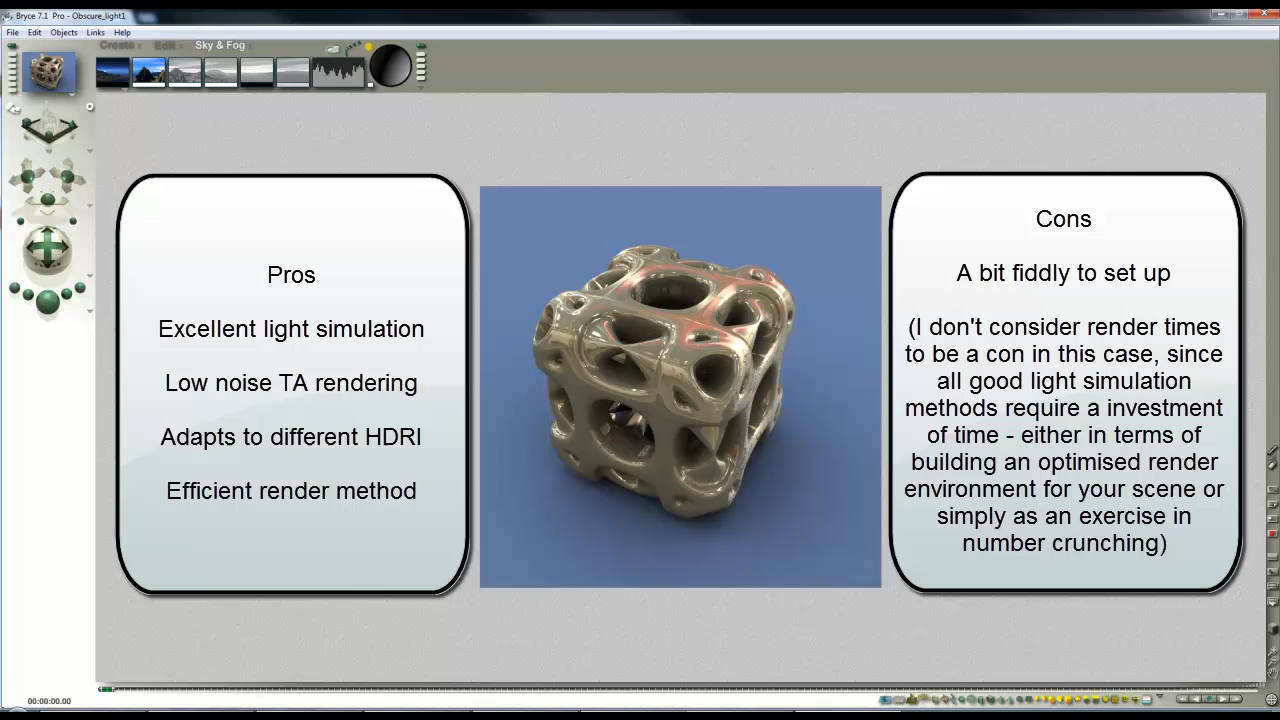 Bryce 7.1 Pro - Obscure_light1
File Edit Objects Links Help
Create Edit Sky & Fog
Pros
Excellent light simulation
Low noise TA rendering
Adapts to different HDRI
Efficient render method
Cons
A bit fiddly to set up
(I don't consider render times
to be a con in this case, since
all good light simulation
methods require a investment
of time - either in terms of
building an optimised render
environment for your scene or
simply as an exercise in
number crunching)
00:00:00.00